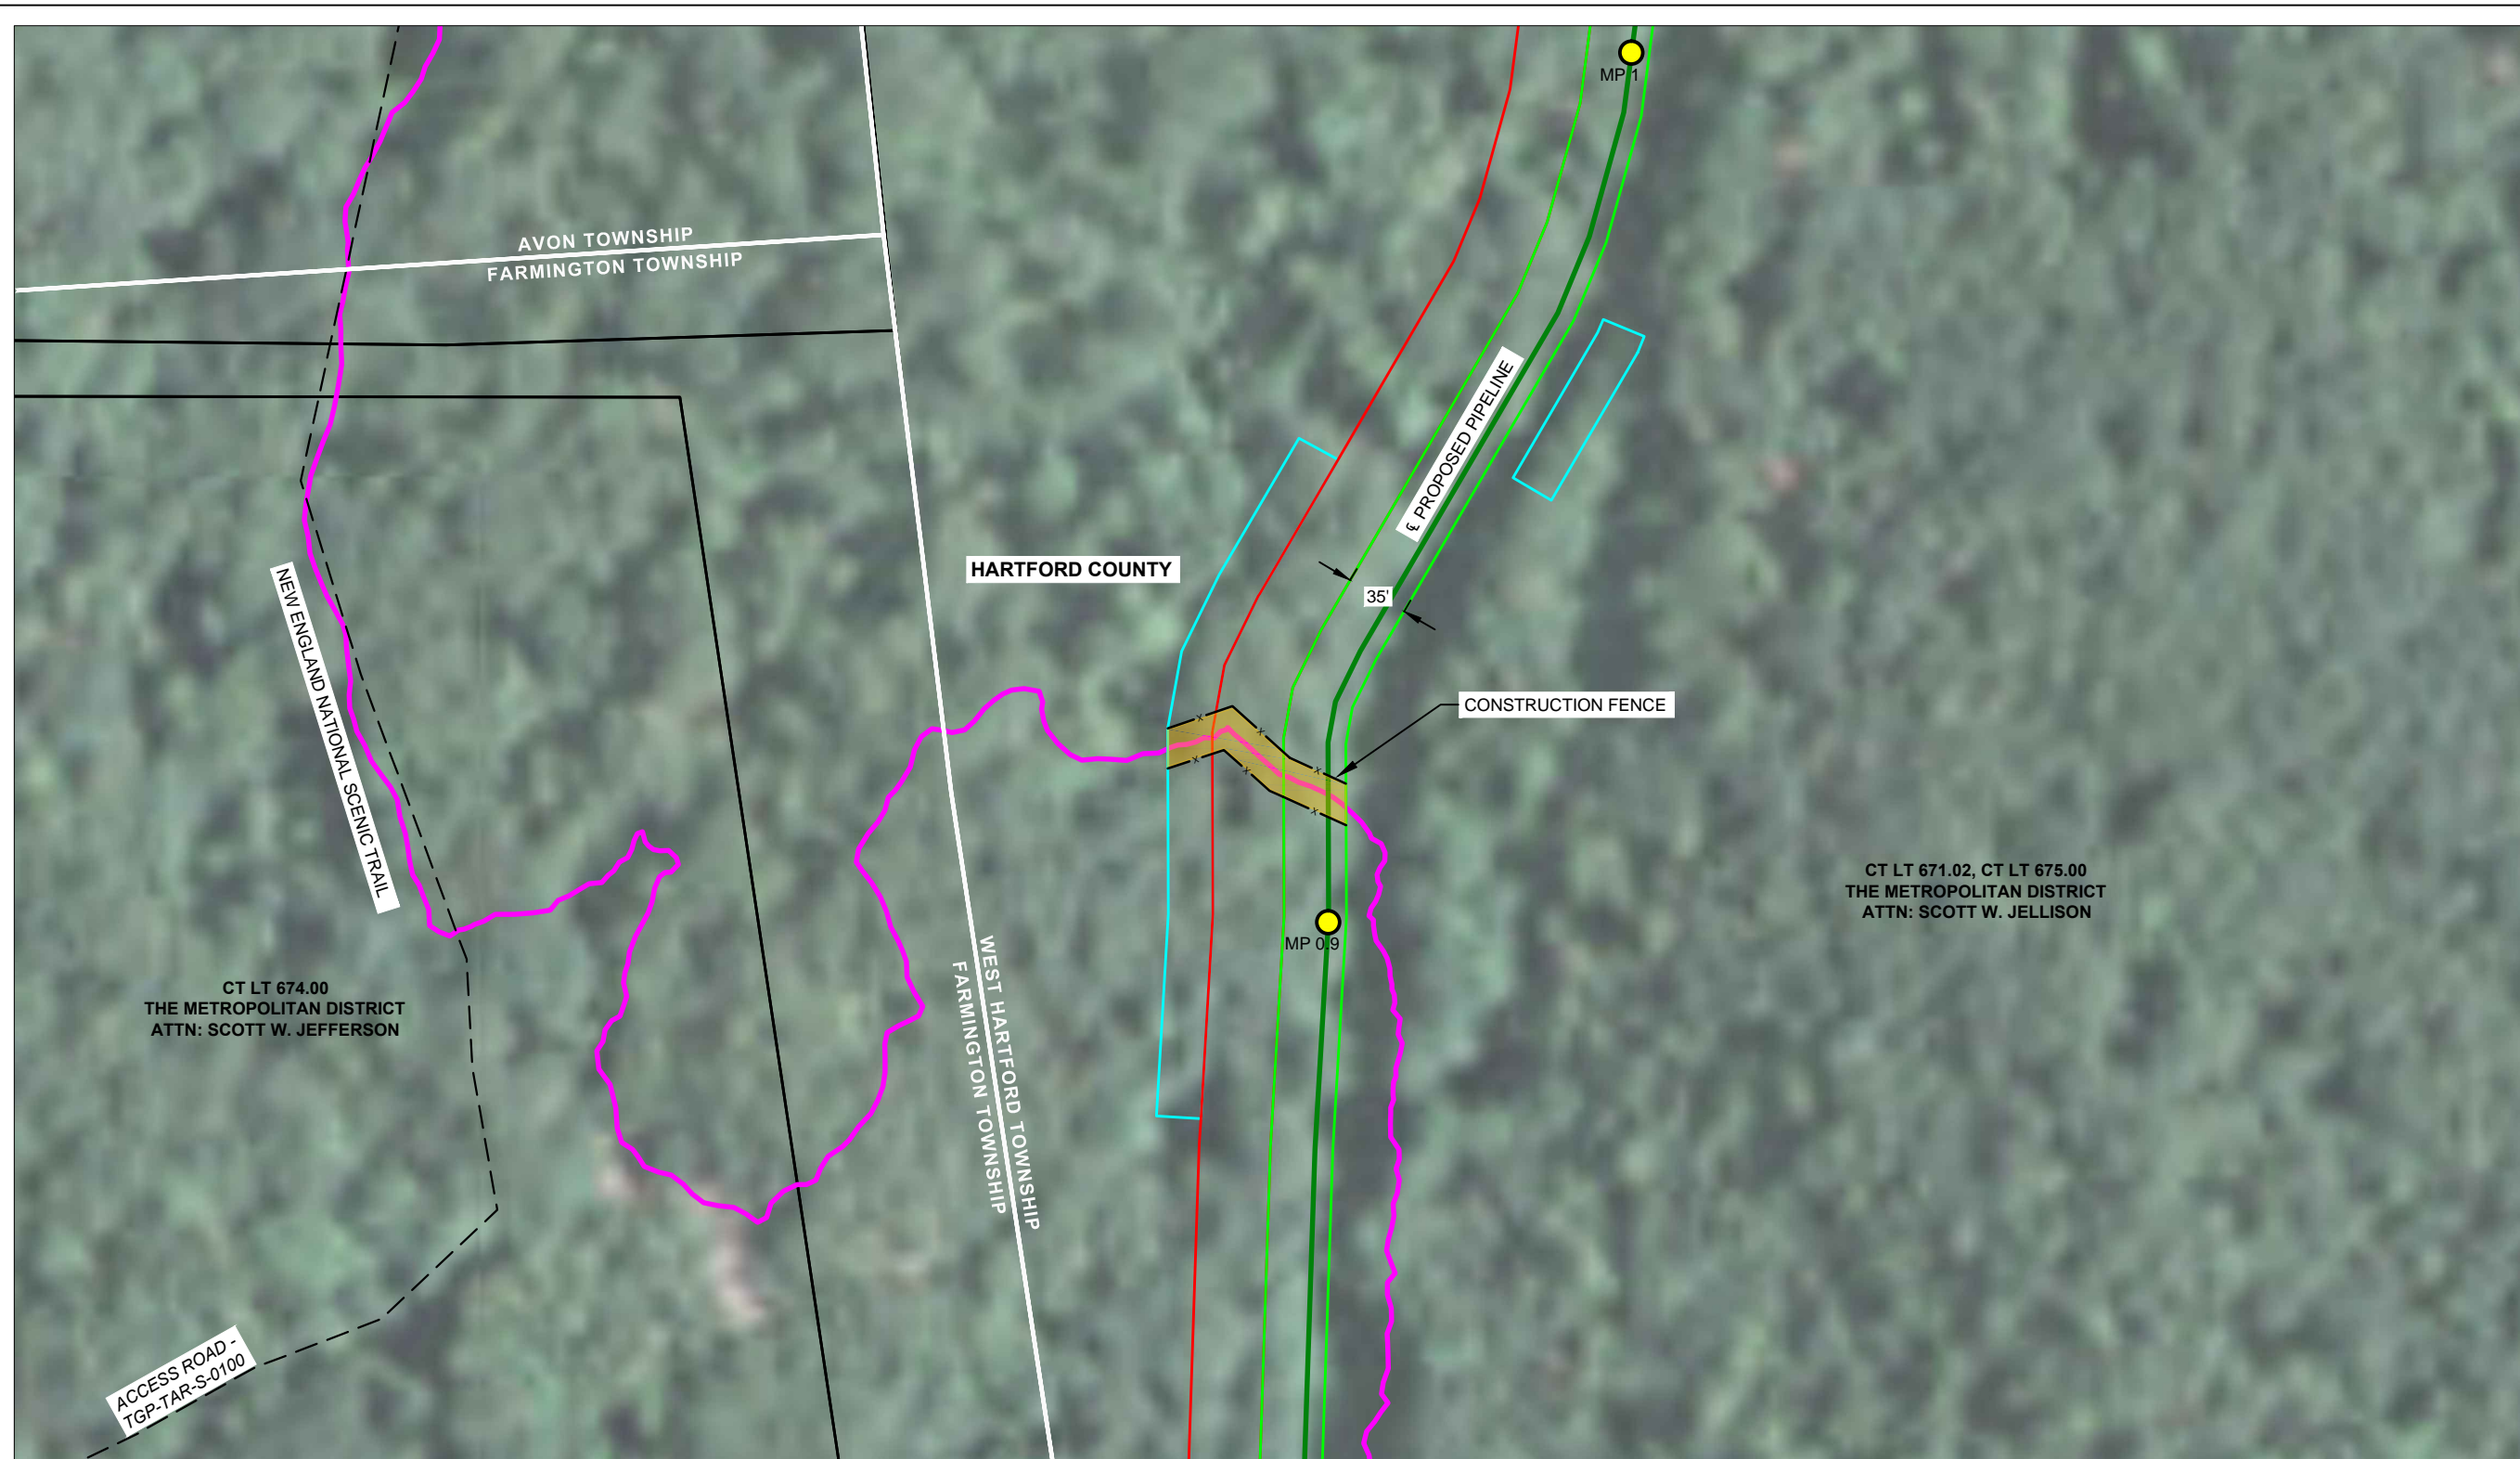 MP 1
AVON TOWNSHIP
FARMINGTON TOWNSHIP
℄ PROPOSED PIPELINE
HARTFORD COUNTY
35'
NEW ENGLAND NATIONAL SCENIC TRAIL
CONSTRUCTION FENCE
CT LT 671.02, CT LT 675.00
THE METROPOLITAN DISTRICT
ATTN: SCOTT W. JELLISON
MP 0.9
WEST HARTFORD TOWNSHIP
FARMINGTON TOWNSHIP
CT LT 674.00
THE METROPOLITAN DISTRICT
ATTN: SCOTT W. JEFFERSON
ACCESS ROAD -
TGP-TAR-S-0100